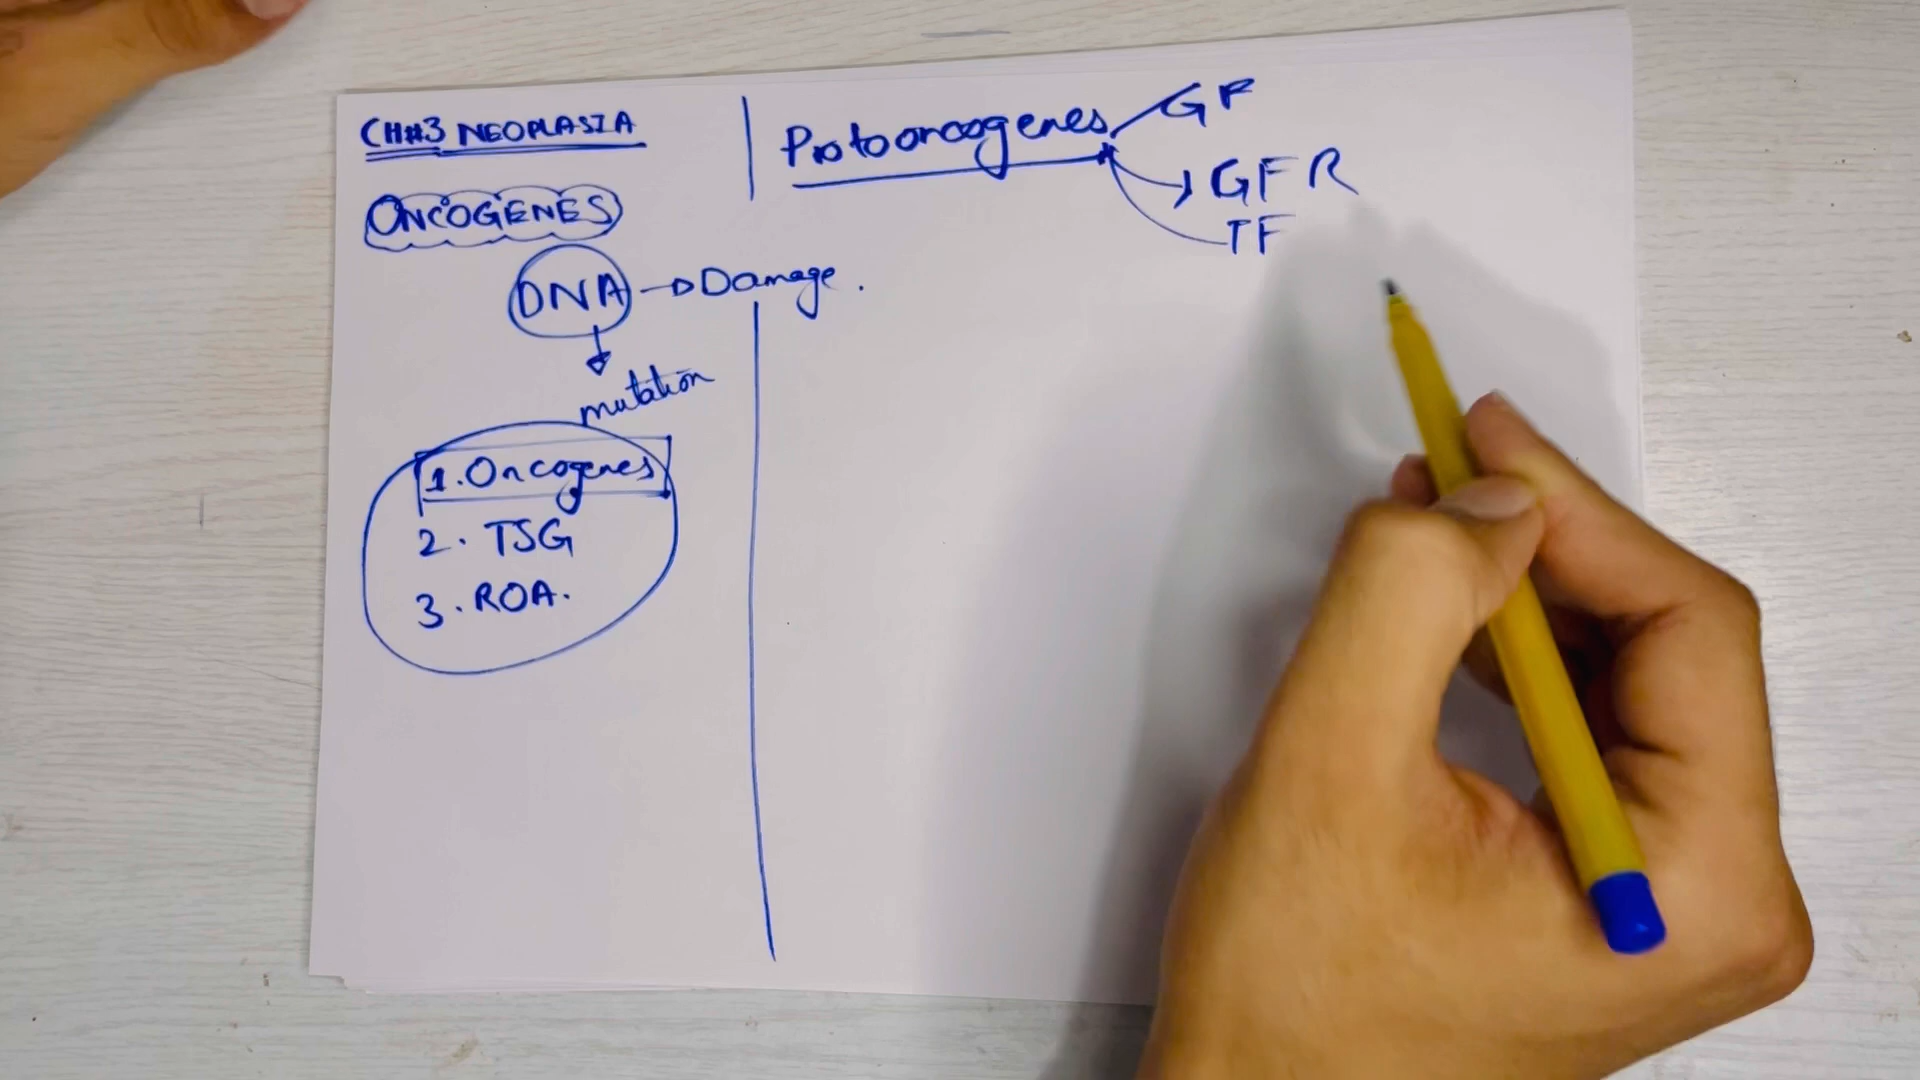 CH#3 NEOPLASIA
ONCOGENES
DNA → Damage.
mutation
1. Oncogenes
2. TSG
3. ROA.
Protooncogenes
GF
GFR
TF